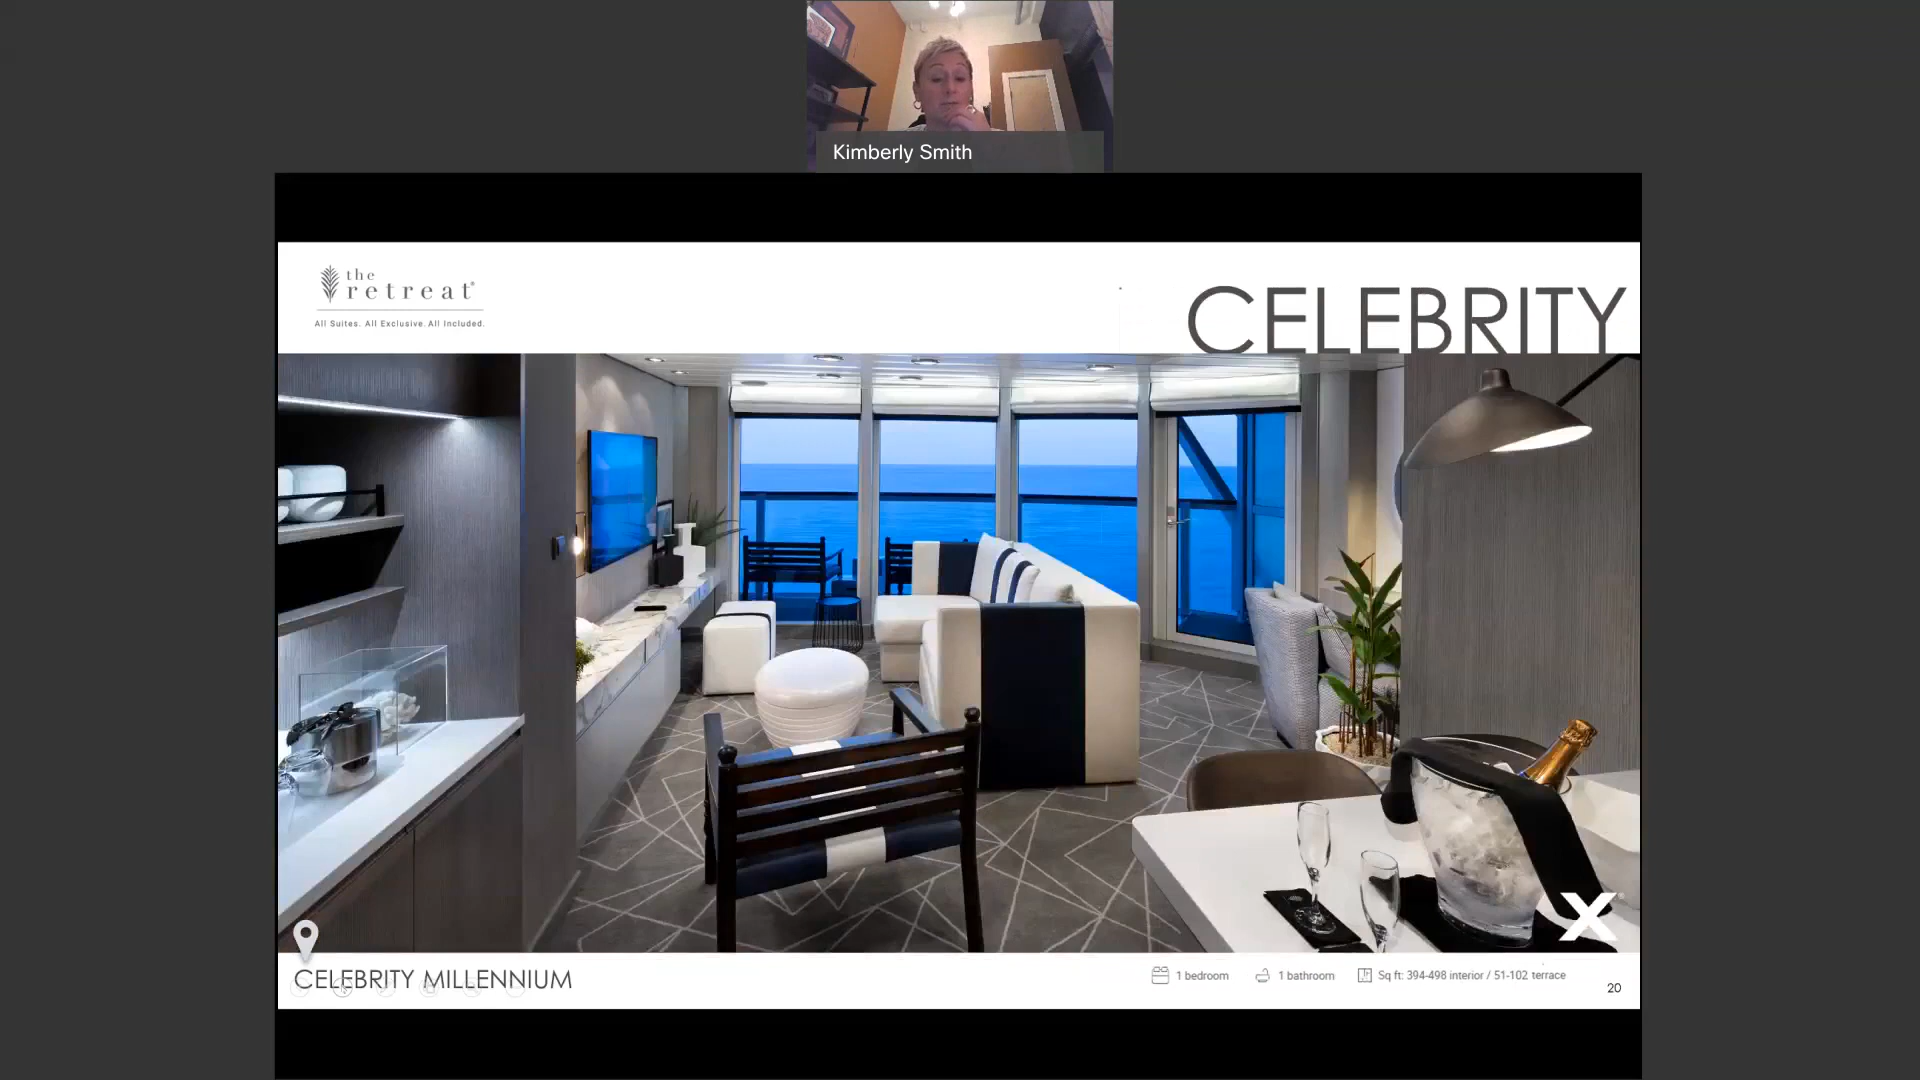 Kimberly Smith
the
retreat®
All Suites. All Exclusive. All Included.
CELEBRITY
X
CELEBRITY MILLENNIUM
1 bedroom
1 bathroom
Sq ft: 394-498 interior / 51-102 terrace
20